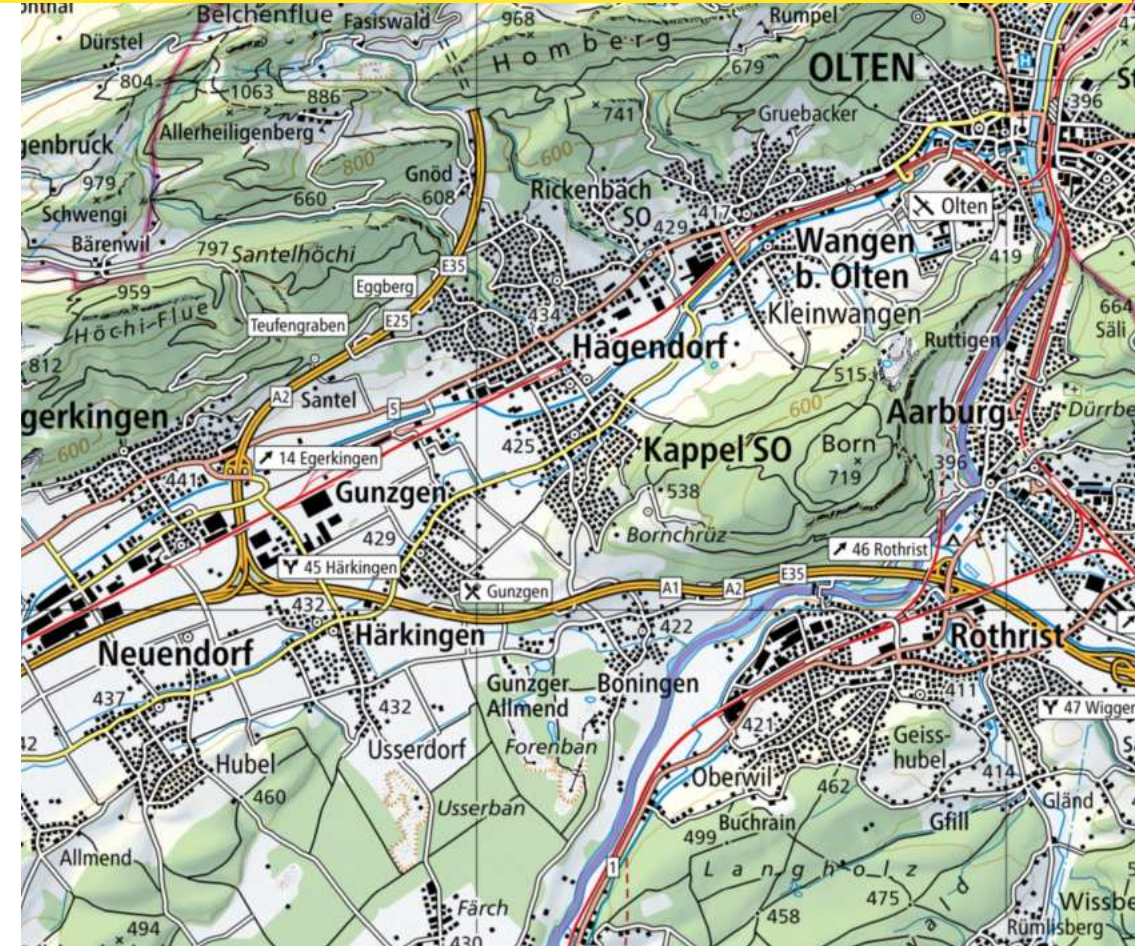 Belchenflue
Fasiswald
968
Rumpel
Dürstel
Homberg
679
OLTEN
804
1063
886
741
Gruebacker
396
Allerheiligenberg
800
600
979
Gnöd
608
Rickenbach
SO
429
417
Olten
660
Schwengi
Bärenwil
797
Santelhöchi
Wangen
b. Olten
419
959
E35
Eggberg
664
Höchi-Flue
Teufengraben
E25
434
Kleinwangen
Ruttigen
Säli
Hägendorf
812
515
A2
Santel
5
600
gerkingen
Aarburg
600
425
Kappel SO
Born
719
396
14 Egerkingen
441
Gunzgen
538
429
Bornchrüz
46 Rothrist
45 Härkingen
Gunzgen
A1
A2
E35
432
Härkingen
422
Rothrist
Neuendorf
Gunzger
Allmend
Boningen
411
437
432
47 Wigger
421
42
Usserdorf
Forenban
Geiss-
hubel
Hubel
Oberwil
462
414
460
Usserban
Buchrain
Gfill
Gländ
499
Allmend
1
Langholz
475
Färch
458
494
430
Rümlisberg